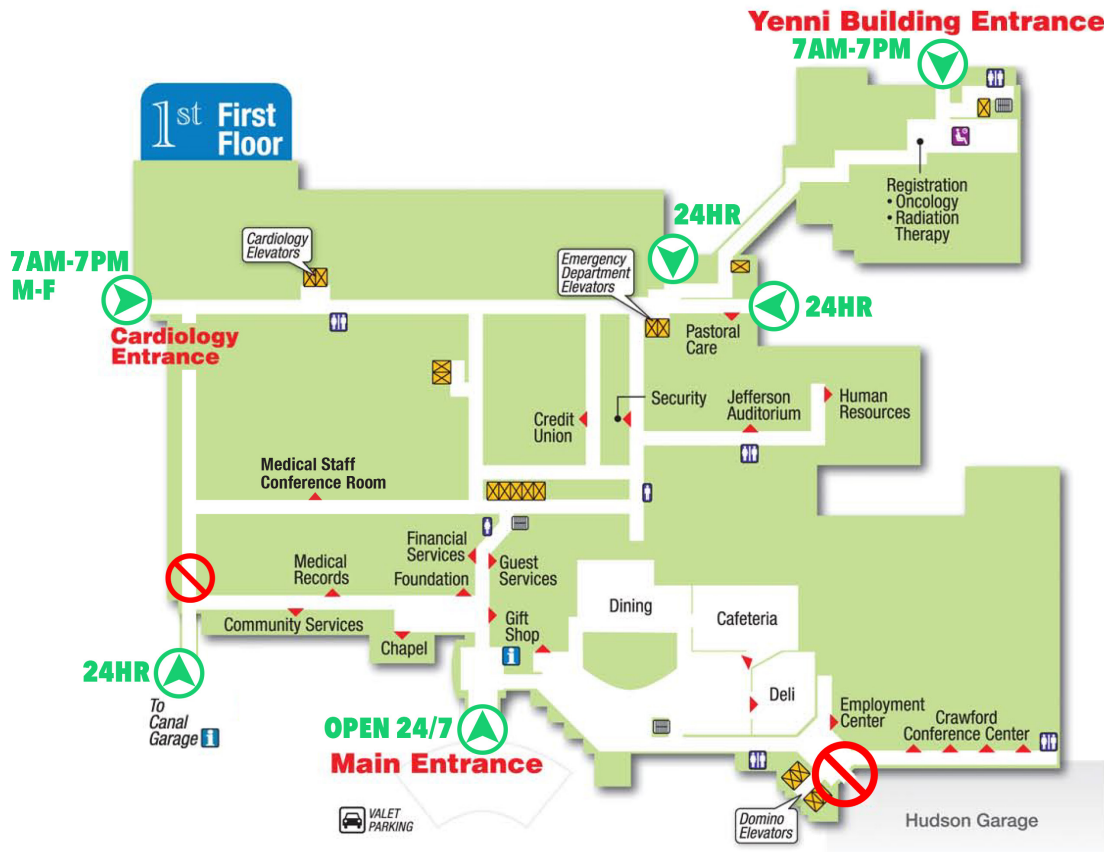 Yenni Building Entrance
7AM-7PM
1st First
Floor
Registration
• Oncology
• Radiation
Therapy
24HR
Cardiology
Elevators
Emergency
Department
Elevators
7AM-7PM
M-F
Cardiology
Entrance
24HR
Pastoral
Care
Security
Jefferson
Auditorium
Human
Resources
Credit
Union
Medical Staff
Conference Room
Financial
Services
Guest
Services
Medical
Records
Foundation
Dining
Cafeteria
Community Services
Gift
Shop
Chapel
24HR
To
Canal
Garage i
i
Deli
Employment
Center
Crawford
Conference Center
OPEN 24/7
Main Entrance
VALET
PARKING
Domino
Elevators
Hudson Garage